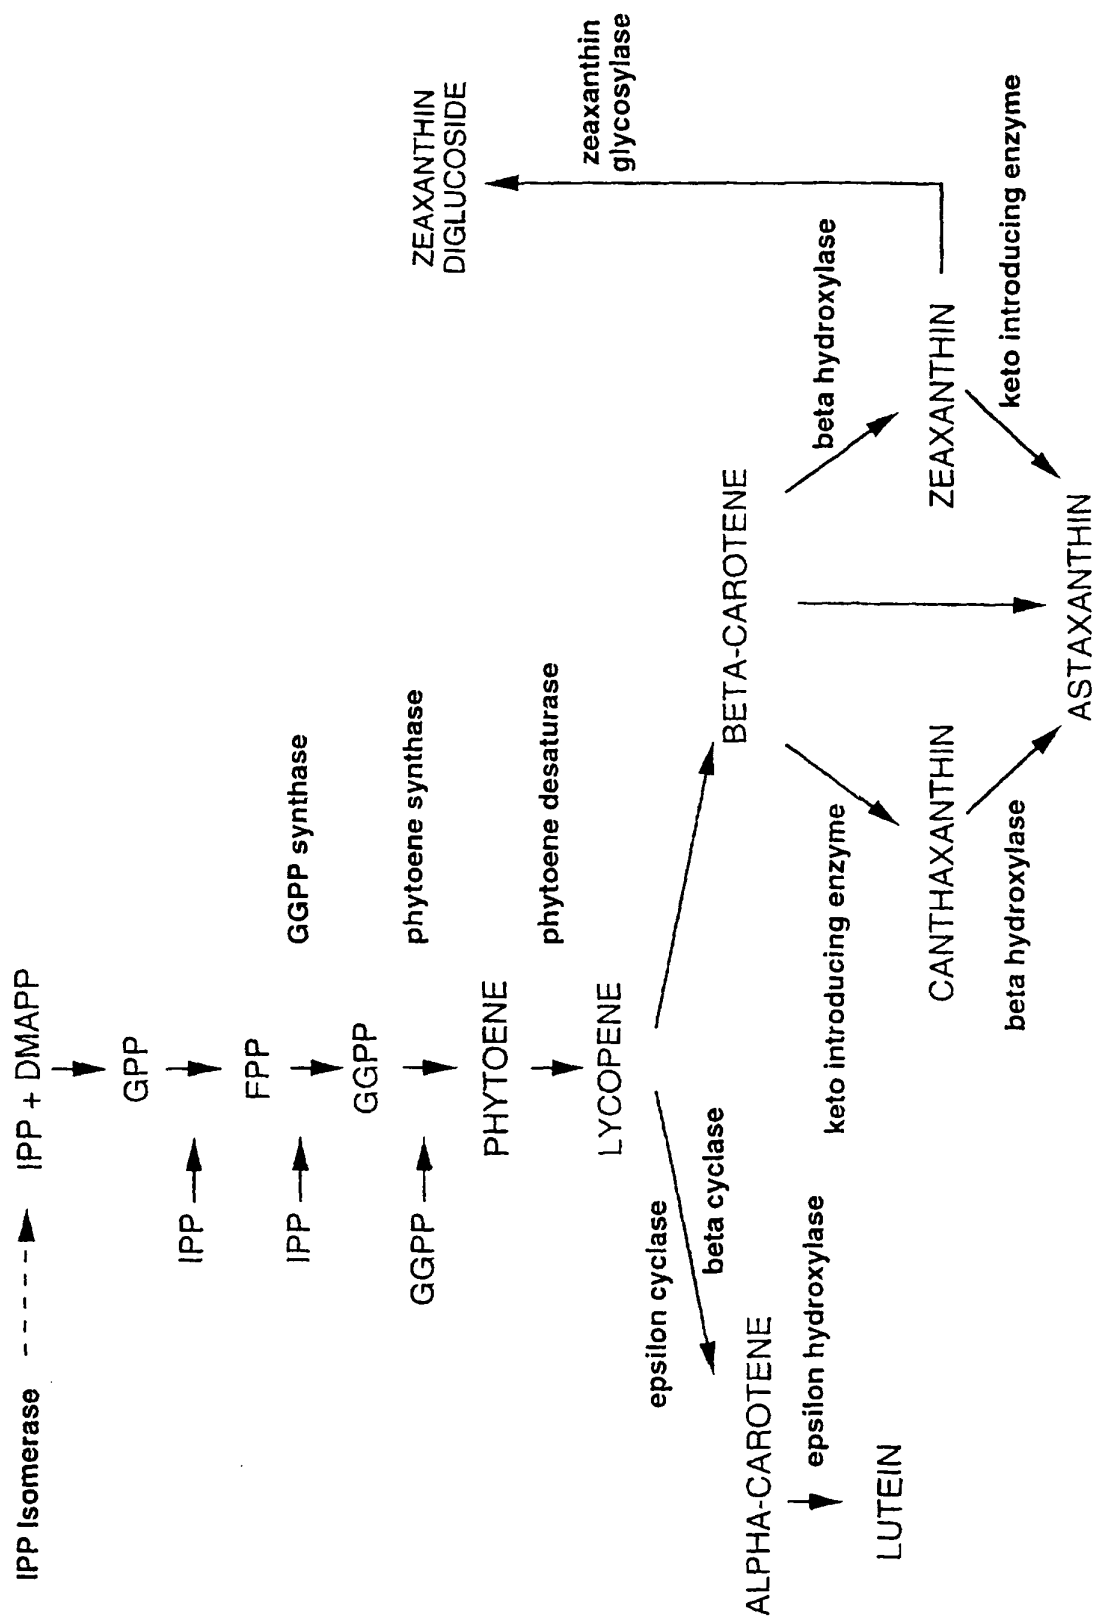 IPP Isomerase
IPP + DMAPP
GPP
IPP
FPP
IPP
GGPP synthase
GGPP
GGPP
phytoene synthase
ZEAXANTHIN
DIGLUCOSIDE
PHYTOENE
phytoene desaturase
zeaxanthin
glycosylase
LYCOPENE
epsilon cyclase
beta cyclase
BETA-CAROTENE
ALPHA-CAROTENE
epsilon hydroxylase
keto introducing enzyme
beta hydroxylase
LUTEIN
CANTHAXANTHIN
ZEAXANTHIN
beta hydroxylase
keto introducing enzyme
ASTAXANTHIN